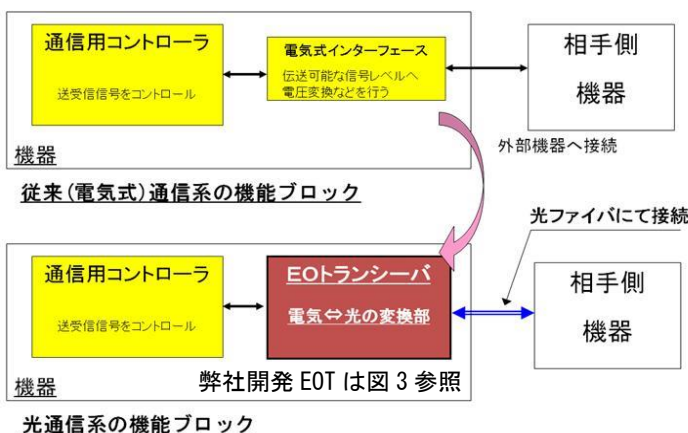 通信用コントローラ
送受信信号をコントロール
電気式インターフェース
伝送可能な信号レベルへ
電圧変換などを行う
相手側
機器
機器
外部機器へ接続
従来(電気式)通信系の機能ブロック
光ファイバにて接続
通信用コントローラ
送受信信号をコントロール
EOトランシーバ
電気⇔光の変換部
相手側
機器
機器
弊社開発 EOT は図 3 参照
光通信系の機能ブロック